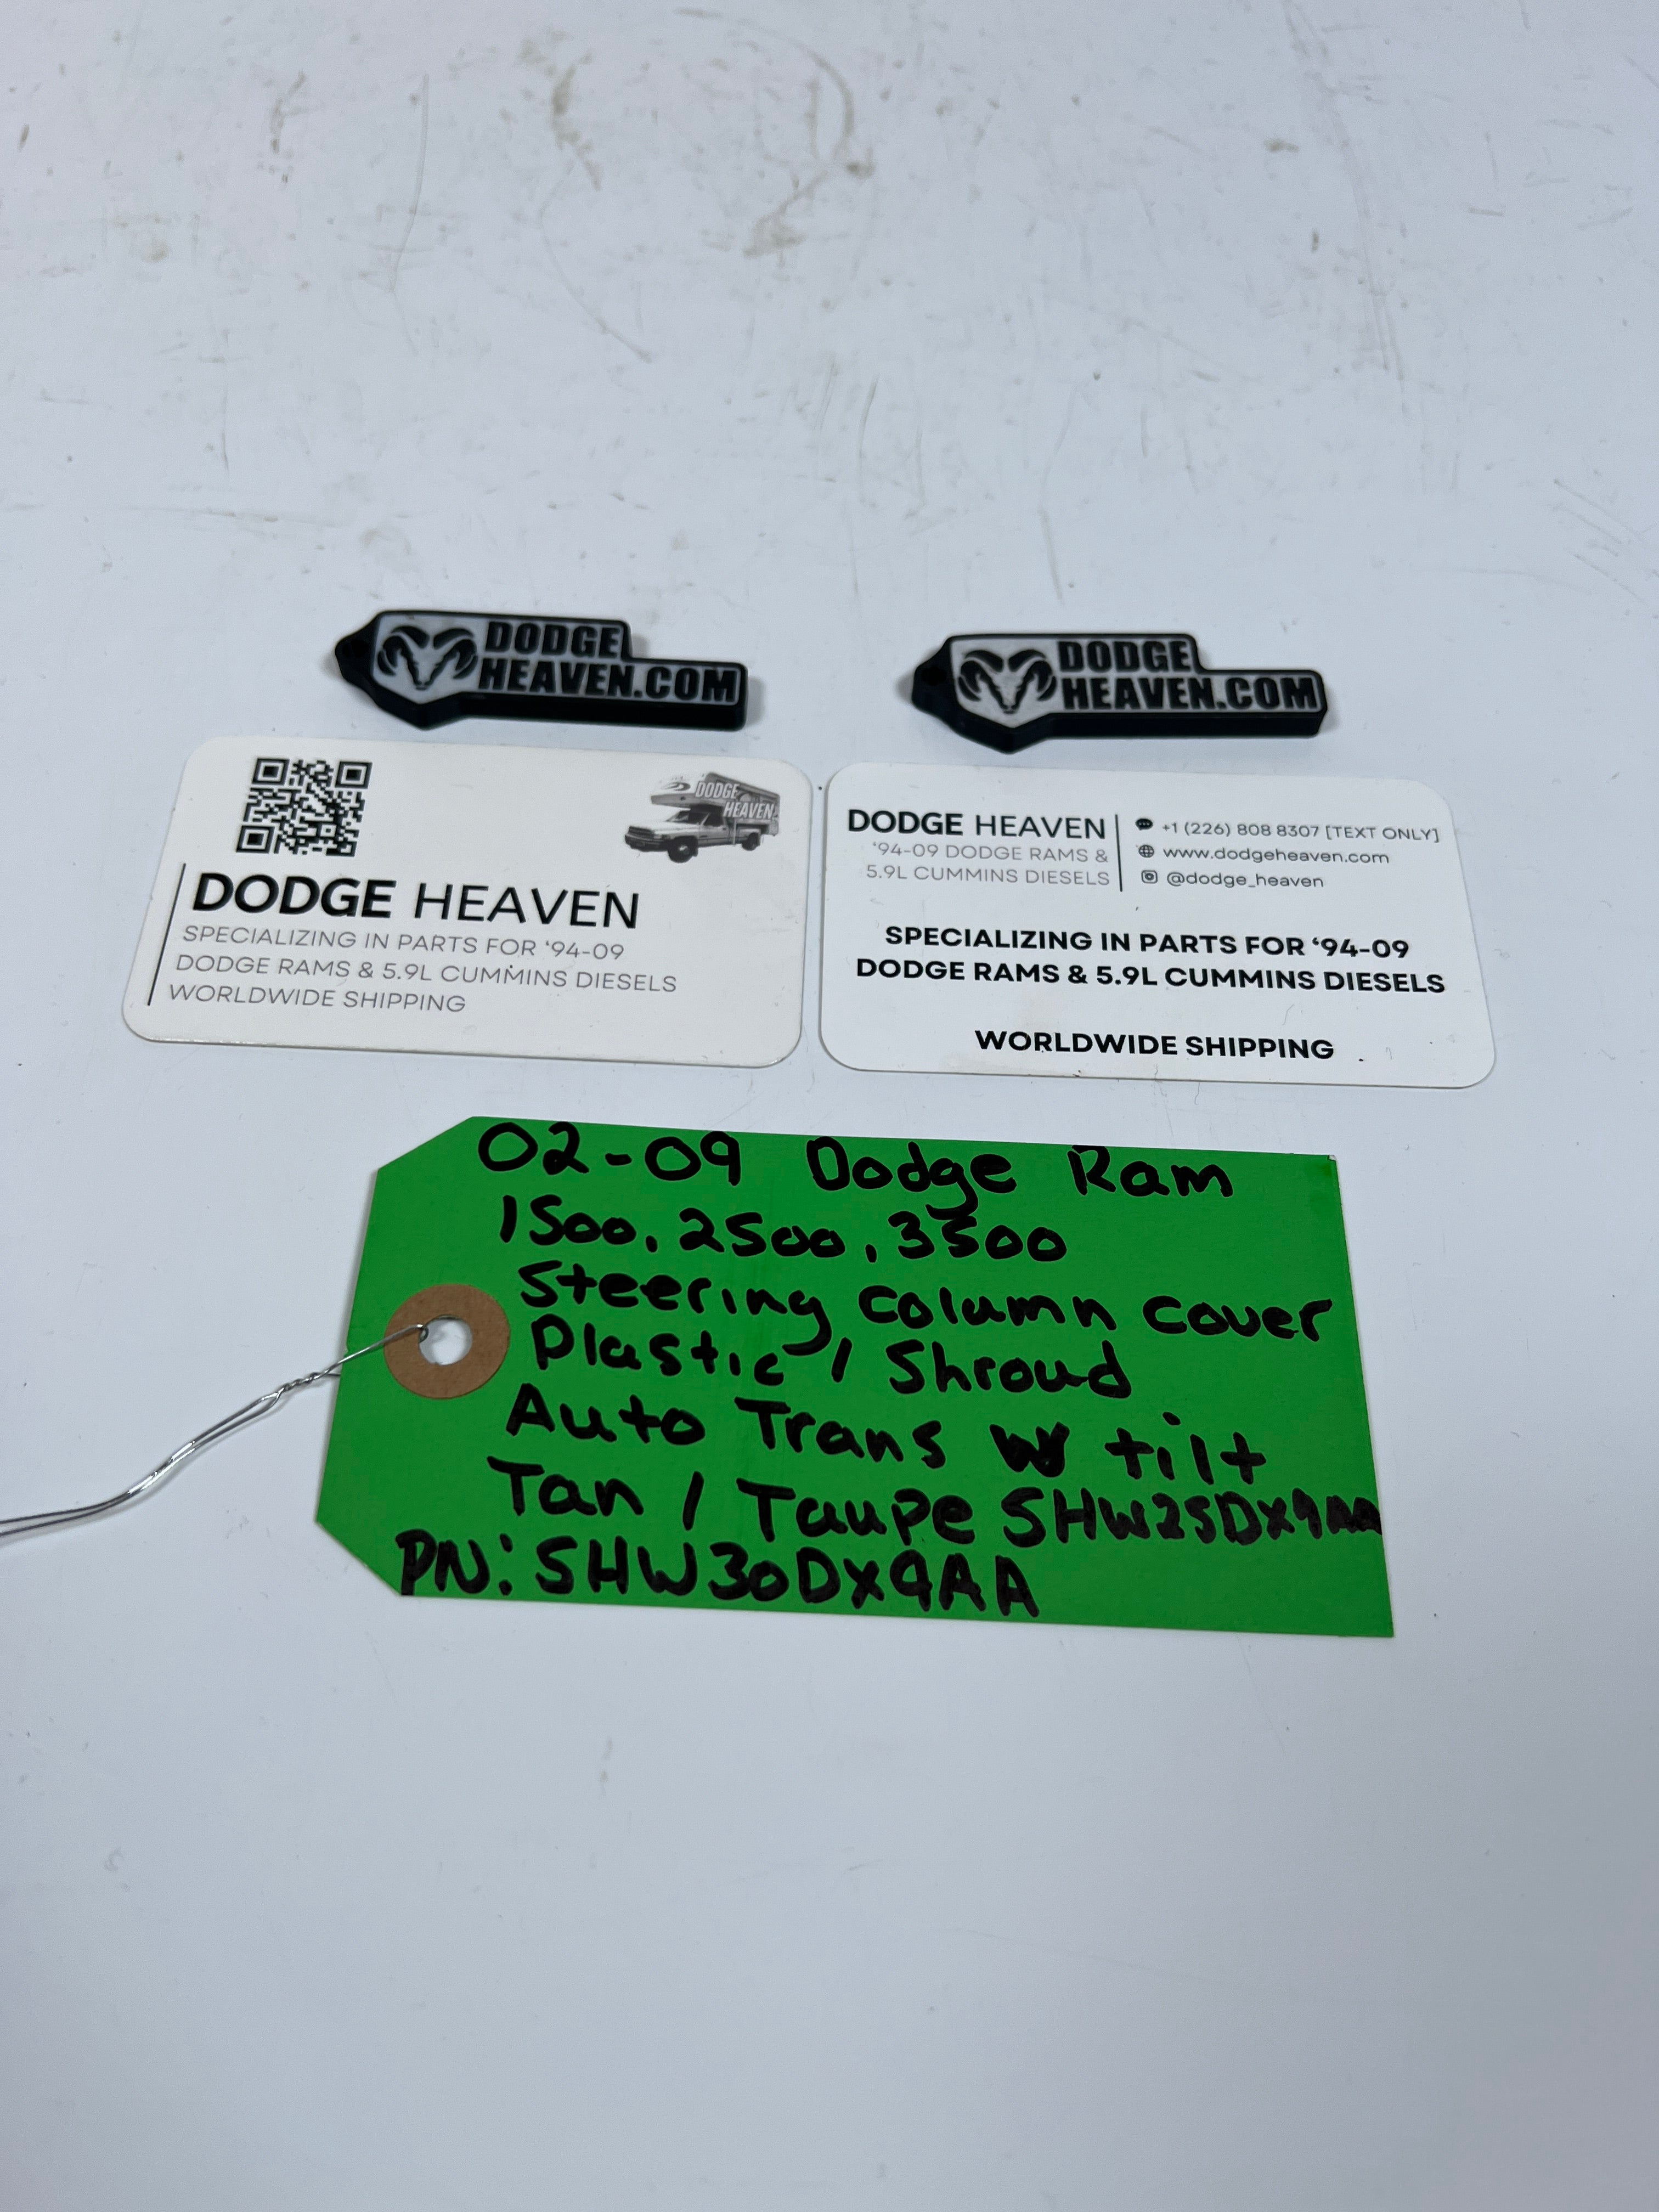 DODGE
HEAVEN.COM
DODGE
HEAVEN.COM
DODGE
HEAVEN
DODGE HEAVEN
SPECIALIZING IN PARTS FOR ‘94-09
DODGE RAMS & 5.9L CUMMINS DIESELS
WORLDWIDE SHIPPING
DODGE HEAVEN
‘94-09 DODGE RAMS &
5.9L CUMMINS DIESELS
+1 (226) 808 8307 [TEXT ONLY]
www.dodgeheaven.com
@dodge_heaven
SPECIALIZING IN PARTS FOR ‘94-09
DODGE RAMS & 5.9L CUMMINS DIESELS
WORLDWIDE SHIPPING
02-09 Dodge Ram
1500, 2500, 3500
Steering Column Cover
Plastic / Shroud
Auto Trans w tilt
Tan / Taupe 5HW25DX9AA
PN: 5HW30DX9AA